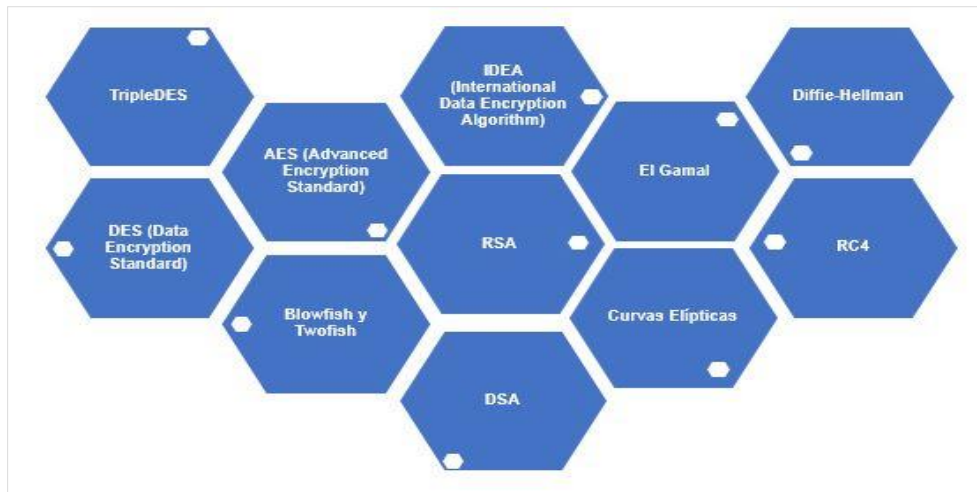 TripleDES
IDEA
(International
Data Encryption
Algorithm)
Diffie-Hellman
AES (Advanced
Encryption
Standard)
El Gamal
DES (Data
Encryption
Standard)
RSA
RC4
Blowfish y
Twofish
Curvas Elípticas
DSA